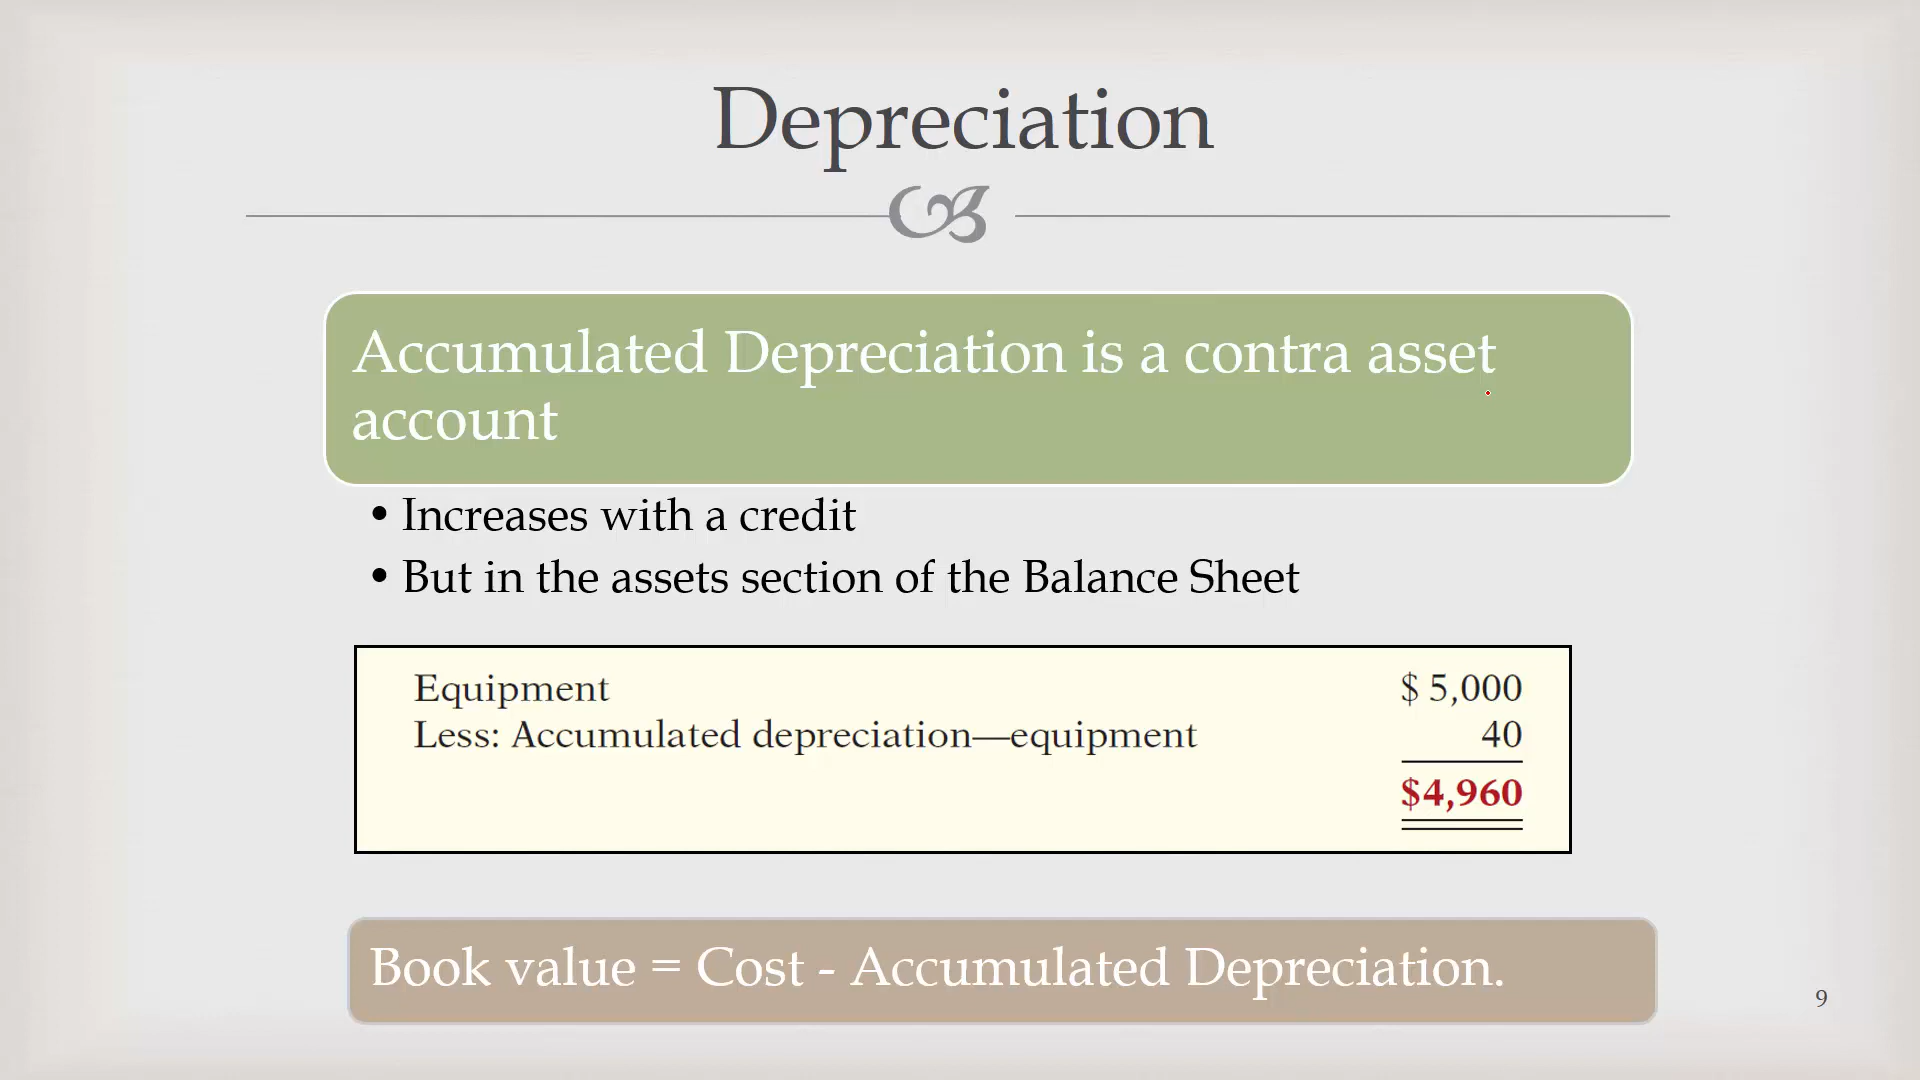 Depreciation
Accumulated Depreciation is a contra asset
account
• Increases with a credit
• But in the assets section of the Balance Sheet
Equipment $ 5,000
Less: Accumulated depreciation—equipment 40
$4,960
Book value = Cost - Accumulated Depreciation.
9